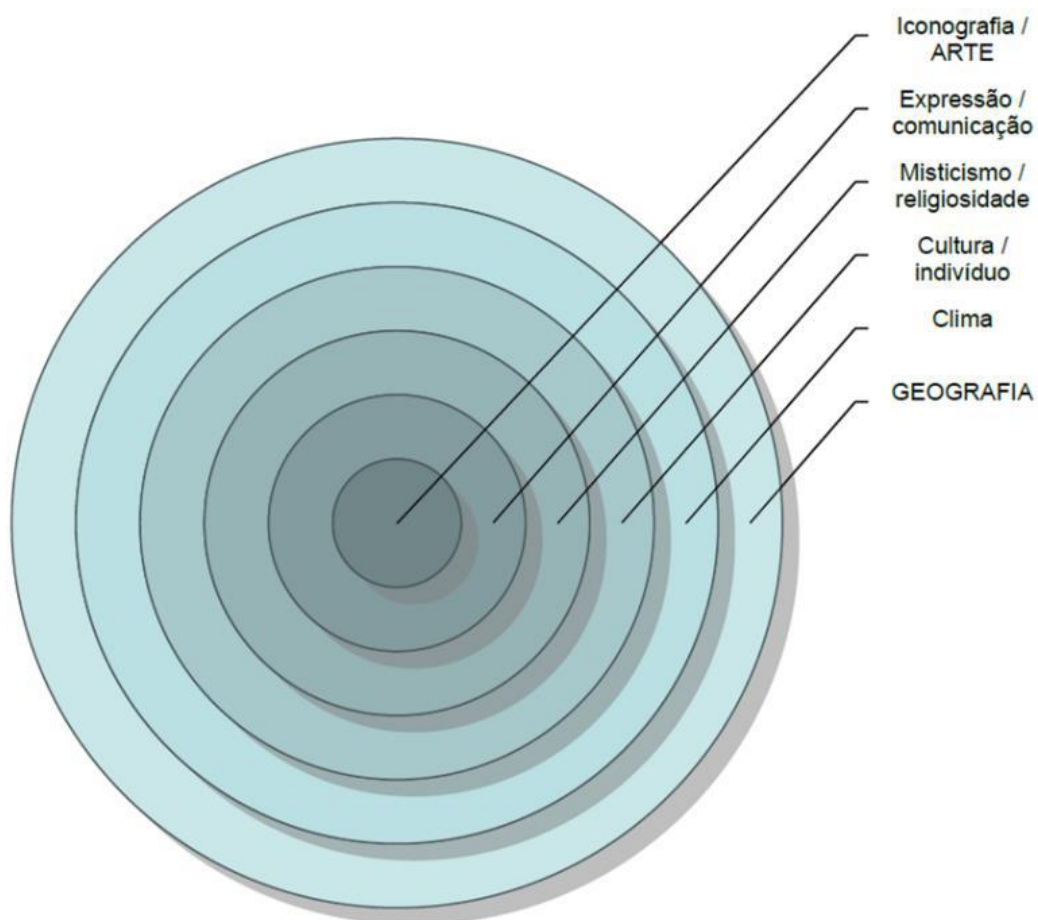 Iconografia /
ARTE
Expressão /
comunicação
Misticismo /
religiosidade
Cultura /
indivíduo
Clima
GEOGRAFIA